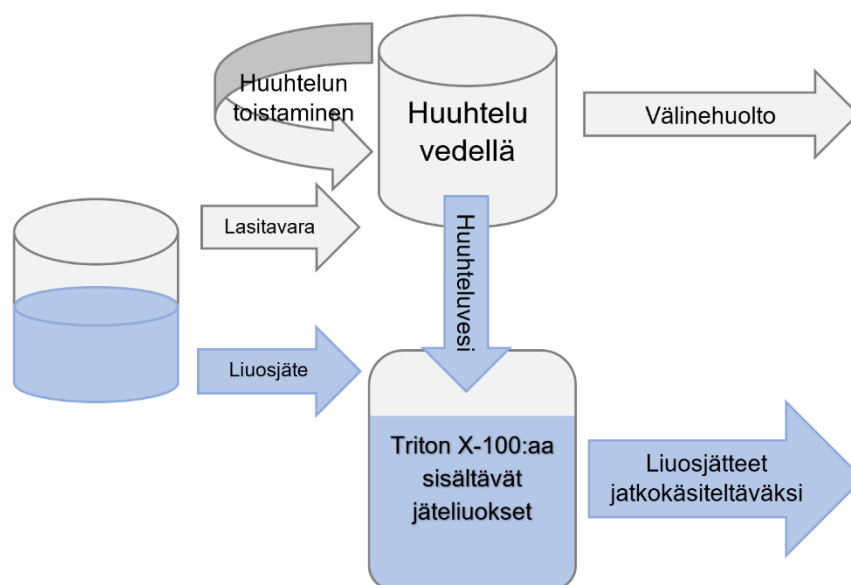 Huuhtelun
toistaminen
Huuhtelu
vedellä
Välinehuolto
Lasitavara
Huuhteluvesi
Liuosjäte
Triton X-100:aa
sisältävät
jäteliuokset
Liuosjätteet
jatkokäsiteltäväksi